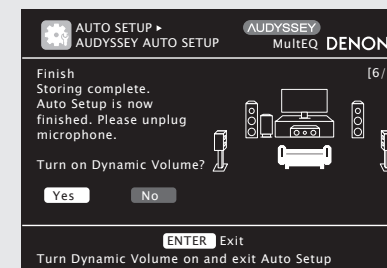 AUTO SETUP ▸
AUDYSSEY AUTO SETUP
AUDYSSEY
MultEQ DENON
Finish
[6/
Storing complete.
Auto Setup is now
finished. Please unplug
microphone.
Turn on Dynamic Volume?
Yes No
ENTER Exit
Turn Dynamic Volume on and exit Auto Setup